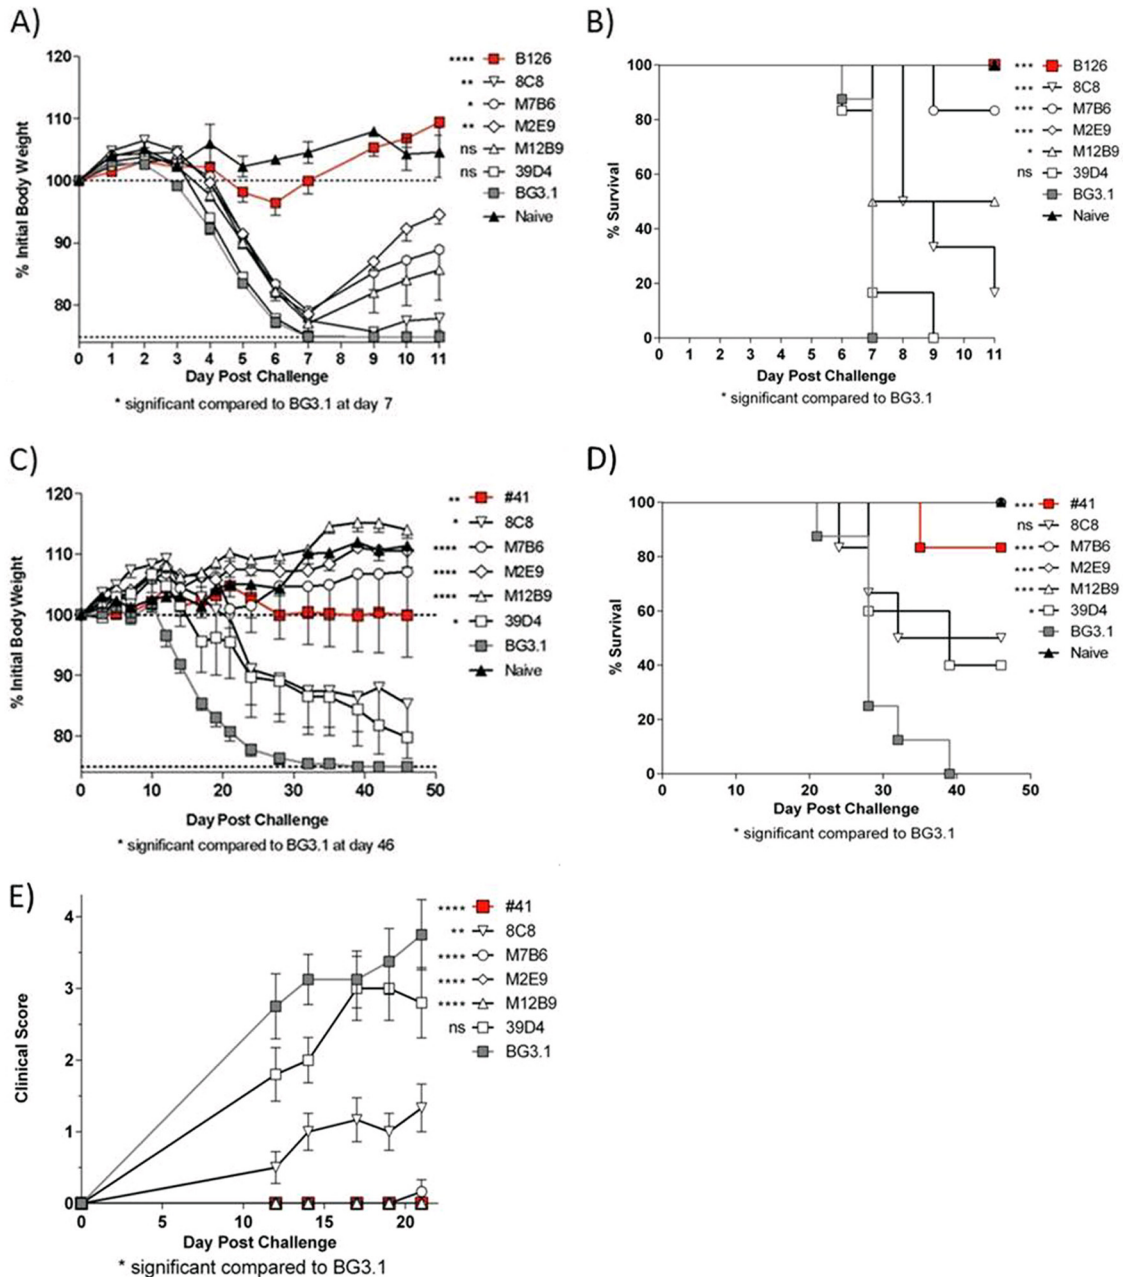 A)
% Initial Body Weight
120
110
100
90
80
0 1 2 3 4 5 6 7 8 9 10 11
Day Post Challenge
* significant compared to BG3.1 at day 7
**** B126
** 8C8
* M7B6
** M2E9
ns M12B9
ns 39D4
BG3.1
Naive
B)
% Survival
100
80
60
40
20
0
0 1 2 3 4 5 6 7 8 9 10 11
Day Post Challenge
* significant compared to BG3.1
*** B126
*** 8C8
*** M7B6
*** M2E9
* M12B9
ns 39D4
BG3.1
Naive
C)
% Initial Body Weight
120
110
100
90
80
0 10 20 30 40 50
Day Post Challenge
* significant compared to BG3.1 at day 46
** #41
* 8C8
**** M7B6
**** M2E9
**** M12B9
* 39D4
BG3.1
Naive
D)
% Survival
100
80
60
40
20
0
0 10 20 30 40 50
Day Post Challenge
* significant compared to BG3.1
*** #41
ns 8C8
*** M7B6
*** M2E9
*** M12B9
* 39D4
BG3.1
Naive
E)
Clinical Score
4
3
2
1
0
0 5 10 15 20
Day Post Challenge
* significant compared to BG3.1
**** #41
** 8C8
**** M7B6
**** M2E9
**** M12B9
ns 39D4
BG3.1